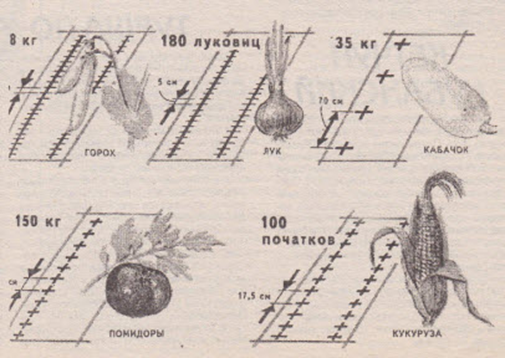 8 кг
180 луковиц
35 кг
5 см
70 см
ГОРОХ
ЛУК
КАБАЧОК
150 кг
100
початков
см
17,5 см
ПОМИДОРЫ
КУКУРУЗА